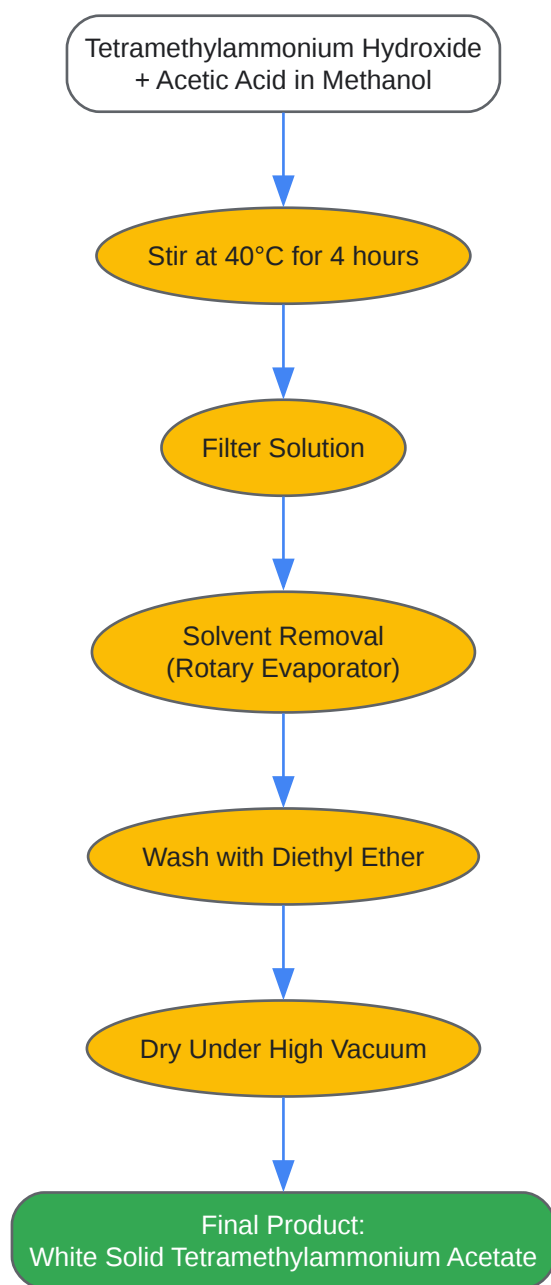 Tetramethylammonium Hydroxide
+ Acetic Acid in Methanol
Stir at 40°C for 4 hours
Filter Solution
Solvent Removal
(Rotary Evaporator)
Wash with Diethyl Ether
Dry Under High Vacuum
Final Product:
White Solid Tetramethylammonium Acetate